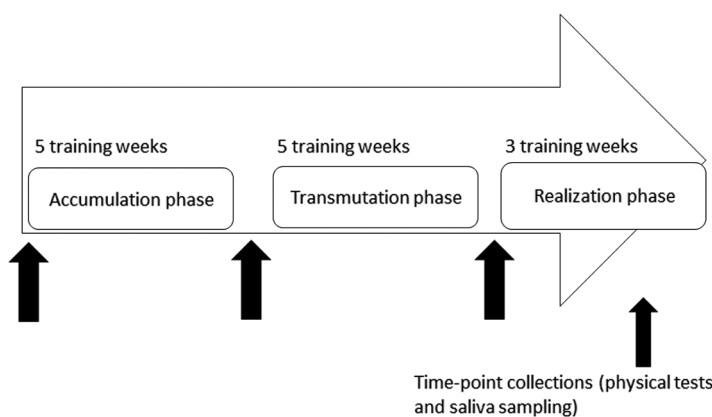 5 training weeks
5 training weeks
3 training weeks
Accumulation phase
Transmutation phase
Realization phase
Time-point collections (physical tests
and saliva sampling)